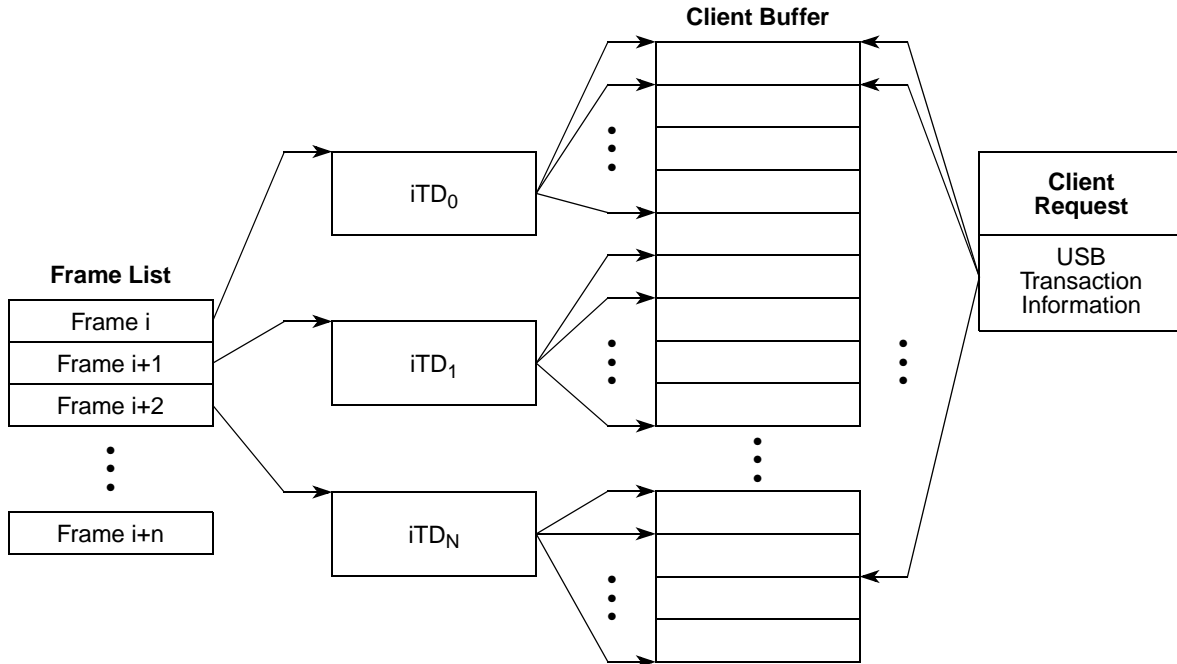 Client Buffer
iTD0
Client
Request
USB
Transaction
Information
Frame List
Frame i
Frame i+1
iTD1
Frame i+2
Frame i+n
iTDN